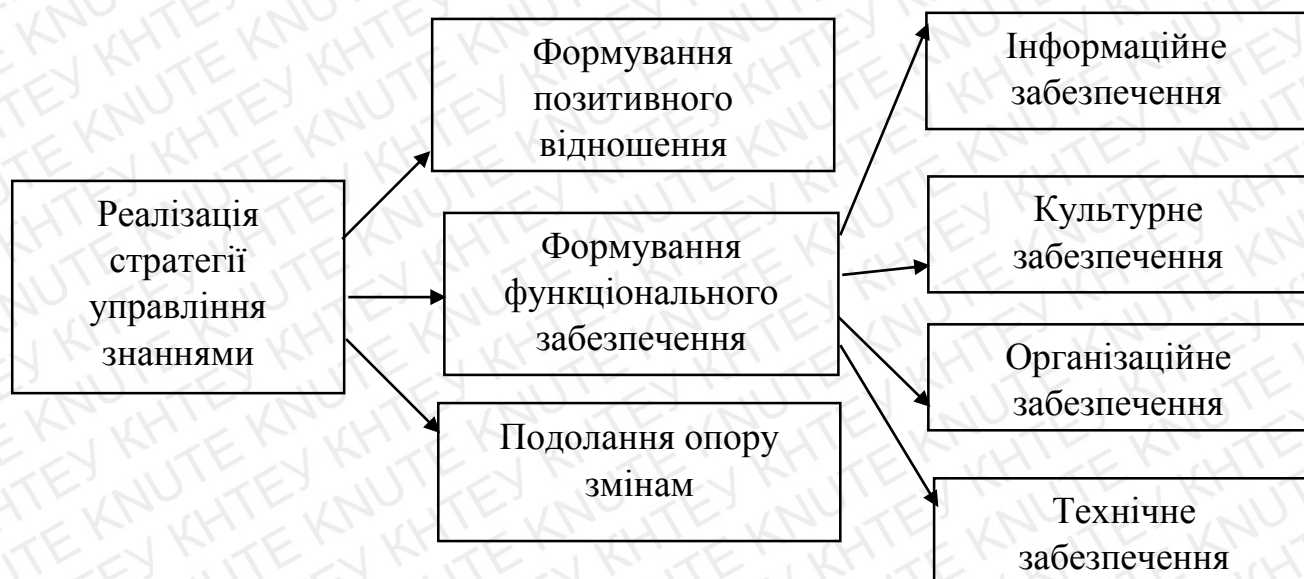 Реалізація
стратегії
управління
знаннями
Формування
позитивного
відношення
Формування
функціонального
забезпечення
Подолання опору
змінам
Інформаційне
забезпечення
Культурне
забезпечення
Організаційне
забезпечення
Технічне
забезпечення